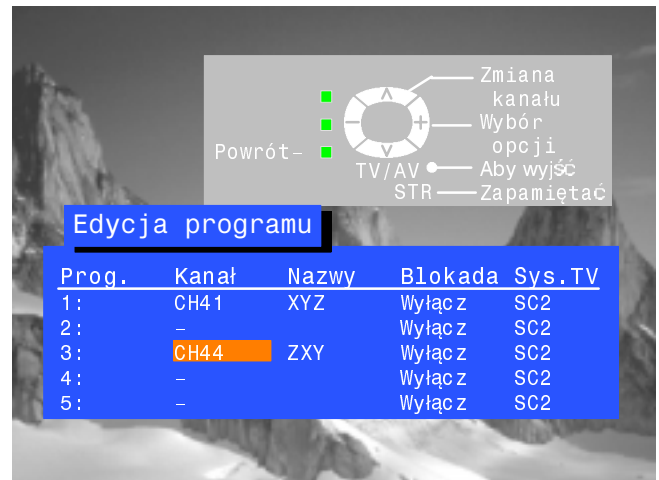 Zmiana
kanału
Wybór
opcji
Powrót–
TV/AV
Aby wyjść
STR
Zapamiętać
Edycja programu
Prog. Kanał Nazwy Blokada Sys.TV
1: CH41 XYZ Wyłącz SC2
2: – Wyłącz SC2
3: CH44 ZXY Wyłącz SC2
4: – Wyłącz SC2
5: – Wyłącz SC2